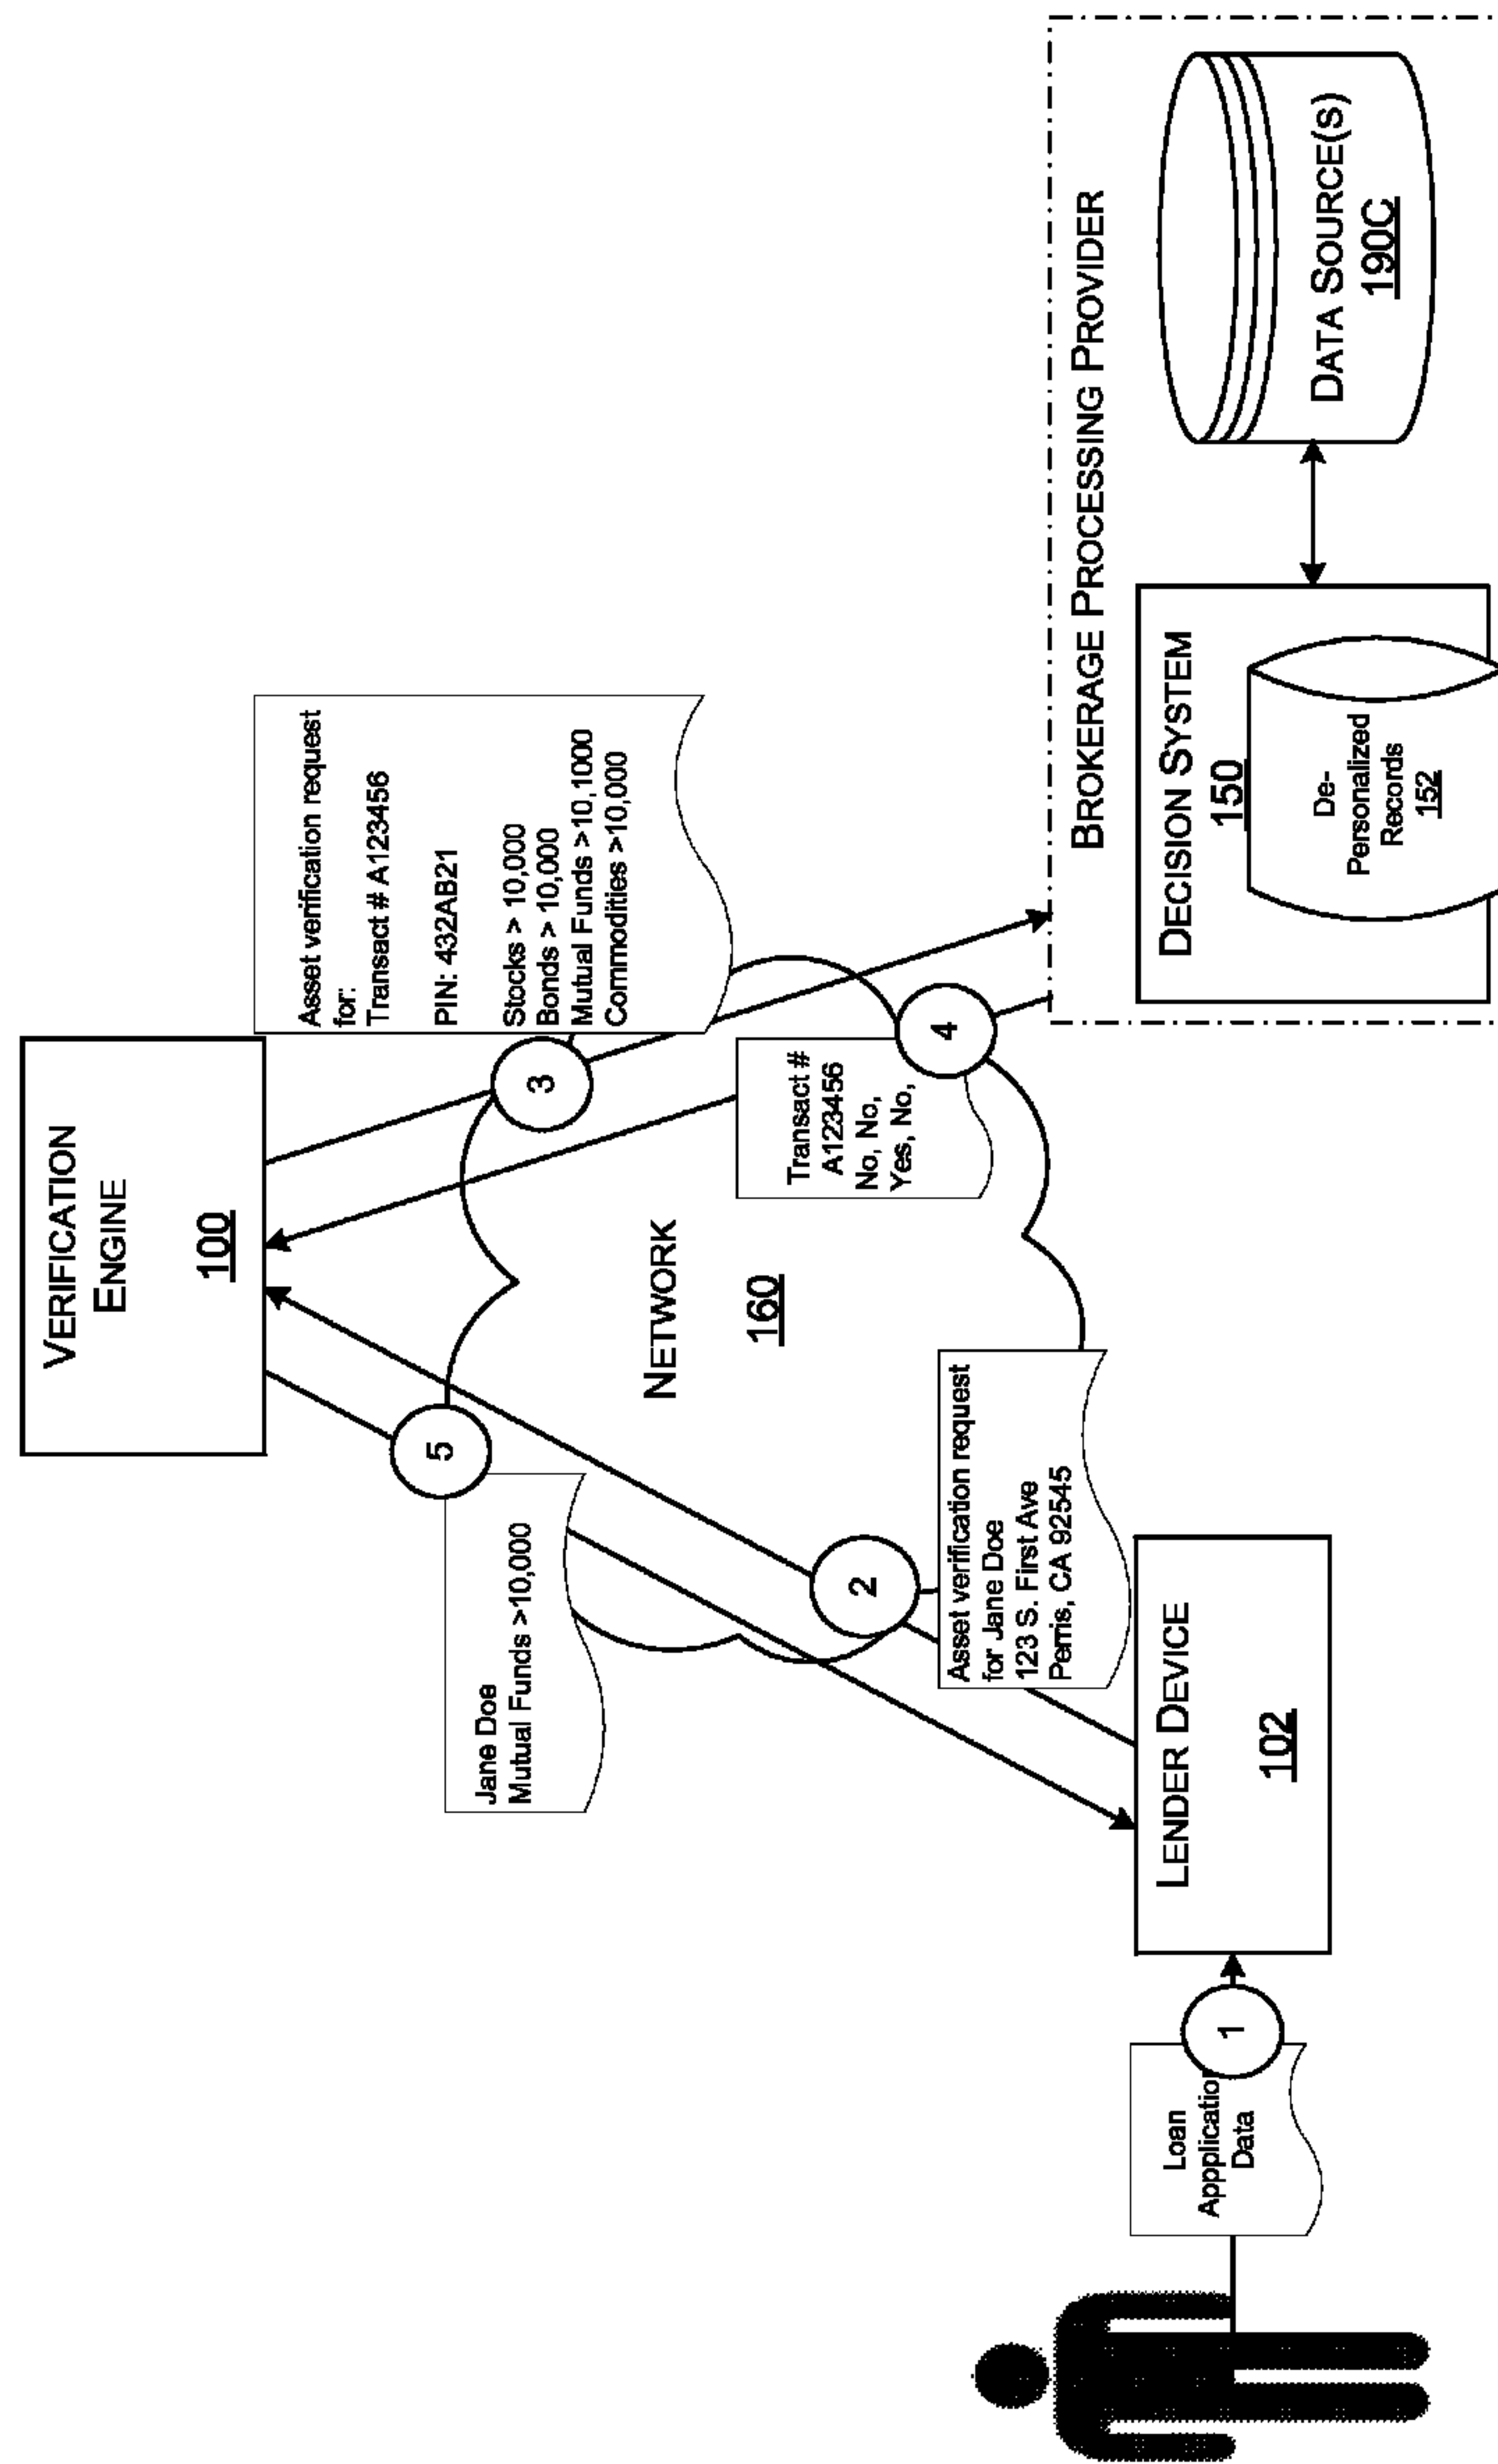 VERIFICATION
ENGINE
100
5
Jane Doe
Mutual Funds >10,000
3
Asset verification request
for:
Transact # A123456
PIN: 432AB21
Stocks > 10,000
Bonds > 10,000
Mutual Funds >10,1000
Commodities >10,000
NETWORK
160
4
Transact #
A123456
No, No,
Yes, No,
2
Asset verification request
for Jane Doe
123 S. First Ave
Perris, CA 92545
1
Loan
Appplication
Data
LENDER DEVICE
102
BROKERAGE PROCESSING PROVIDER
DECISION SYSTEM
150
De-
Personalized
Records
152
DATA SOURCE(S)
190C